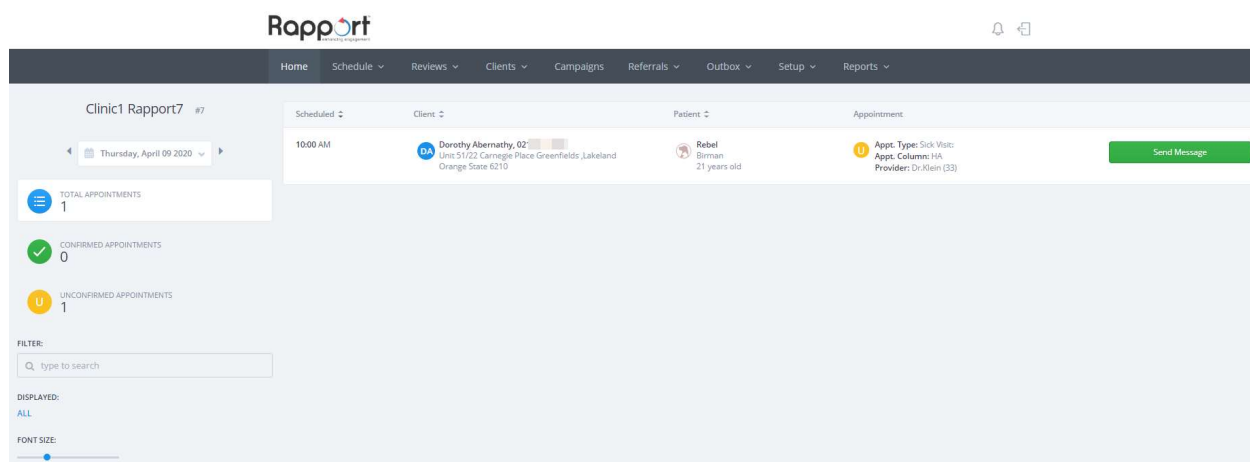 Rapport
Home Schedule Reviews Clients Campaigns Referrals Outbox Setup Reports
Clinic1 Rapport7 #7
Thursday, April 09 2020
TOTAL APPOINTMENTS
1
CONFIRMED APPOINTMENTS
0
U
UNCONFIRMED APPOINTMENTS
1
FILTER:
type to search
DISPLAYED:
ALL
FONT SIZE:
Scheduled Client Patient Appointment
10:00 AM
DA
Dorothy Abernathy, 02
Unit 51/22 Carnegie Place Greenfields ,Lakeland
Orange State 6210
Rebel
Birman
21 years old
U
Appt. Type: Sick Visit:
Appt. Column: HA
Provider: Dr.Klein (33)
Send Message